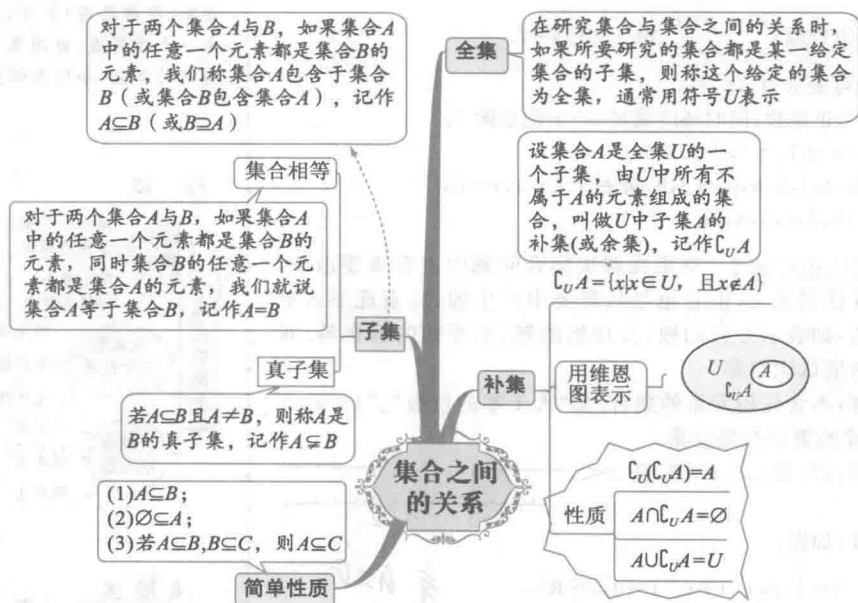 对于两个集合A与B，如果集合A
中的任意一个元素都是集合B的
元素，我们称集合A包含于集合
B（或集合B包含集合A），记作
A⊆B（或B⊇A）
集合相等
对于两个集合A与B，如果集合A
中的任意一个元素都是集合B的
元素，同时集合B的任意一个元
素都是集合A的元素，我们就说
集合A等于集合B，记作A=B
子集
真子集
若A⊆B且A≠B，则称A是
B的真子集，记作A⫋B
(1)A⊆B；
(2)∅⊆A；
(3)若A⊆B,B⊆C，则A⊆C
简单性质
集合之间
的关系
全集
在研究集合与集合之间的关系时，
如果所要研究的集合都是某一给定
集合的子集，则称这个给定的集合
为全集，通常用符号U表示
设集合A是全集U的一
个子集，由U中所有不
属于A的元素组成的集
合，叫做U中子集A的
补集(或余集)，记作∁UA
∁UA={x|x∈U，且x∉A}
补集
用维恩
图表示
U
A
∁UA
性质
∁U(∁UA)=A
A∩∁UA=∅
A∪∁UA=U